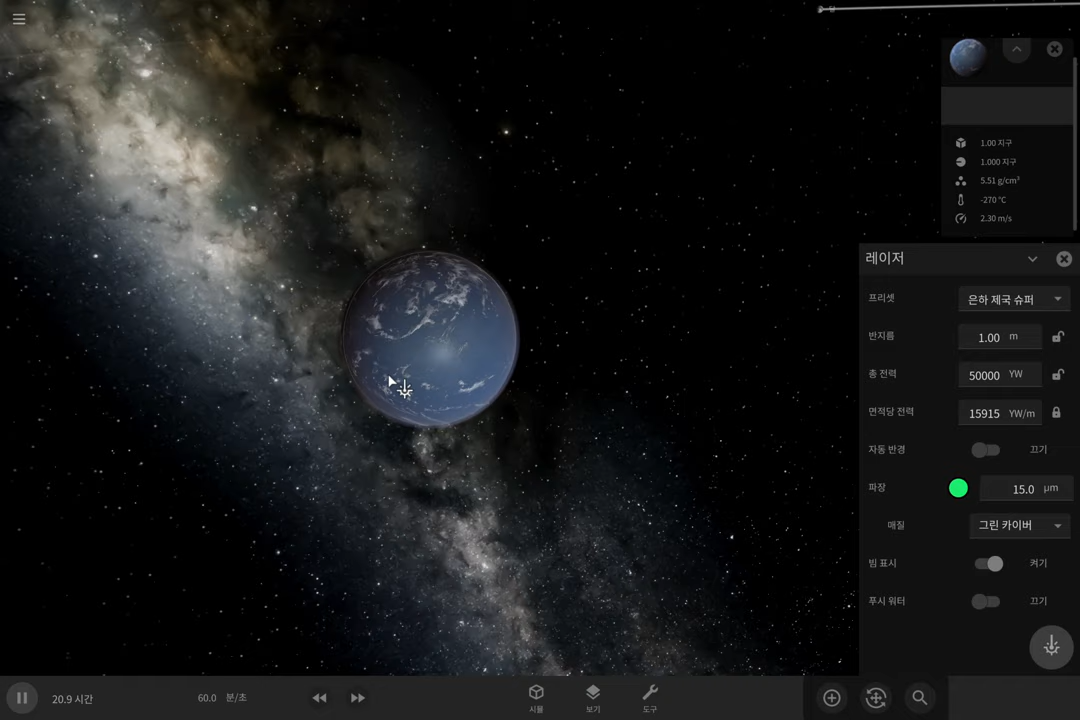 1.00 지구
1.000 지구
5.51 g/cm³
-270 °C
2.30 m/s
레이저
프리셋 은하 제국 슈퍼
반지름 1.00 m
총 전력 50000 YW
면적당 전력 15915 YW/m
자동 반경 끄기
파장 15.0 μm
매질 그린 카이버
빔 표시 켜기
푸시 워터 끄기
20.9 시간 60.0 분/초
시뮬 보기 도구